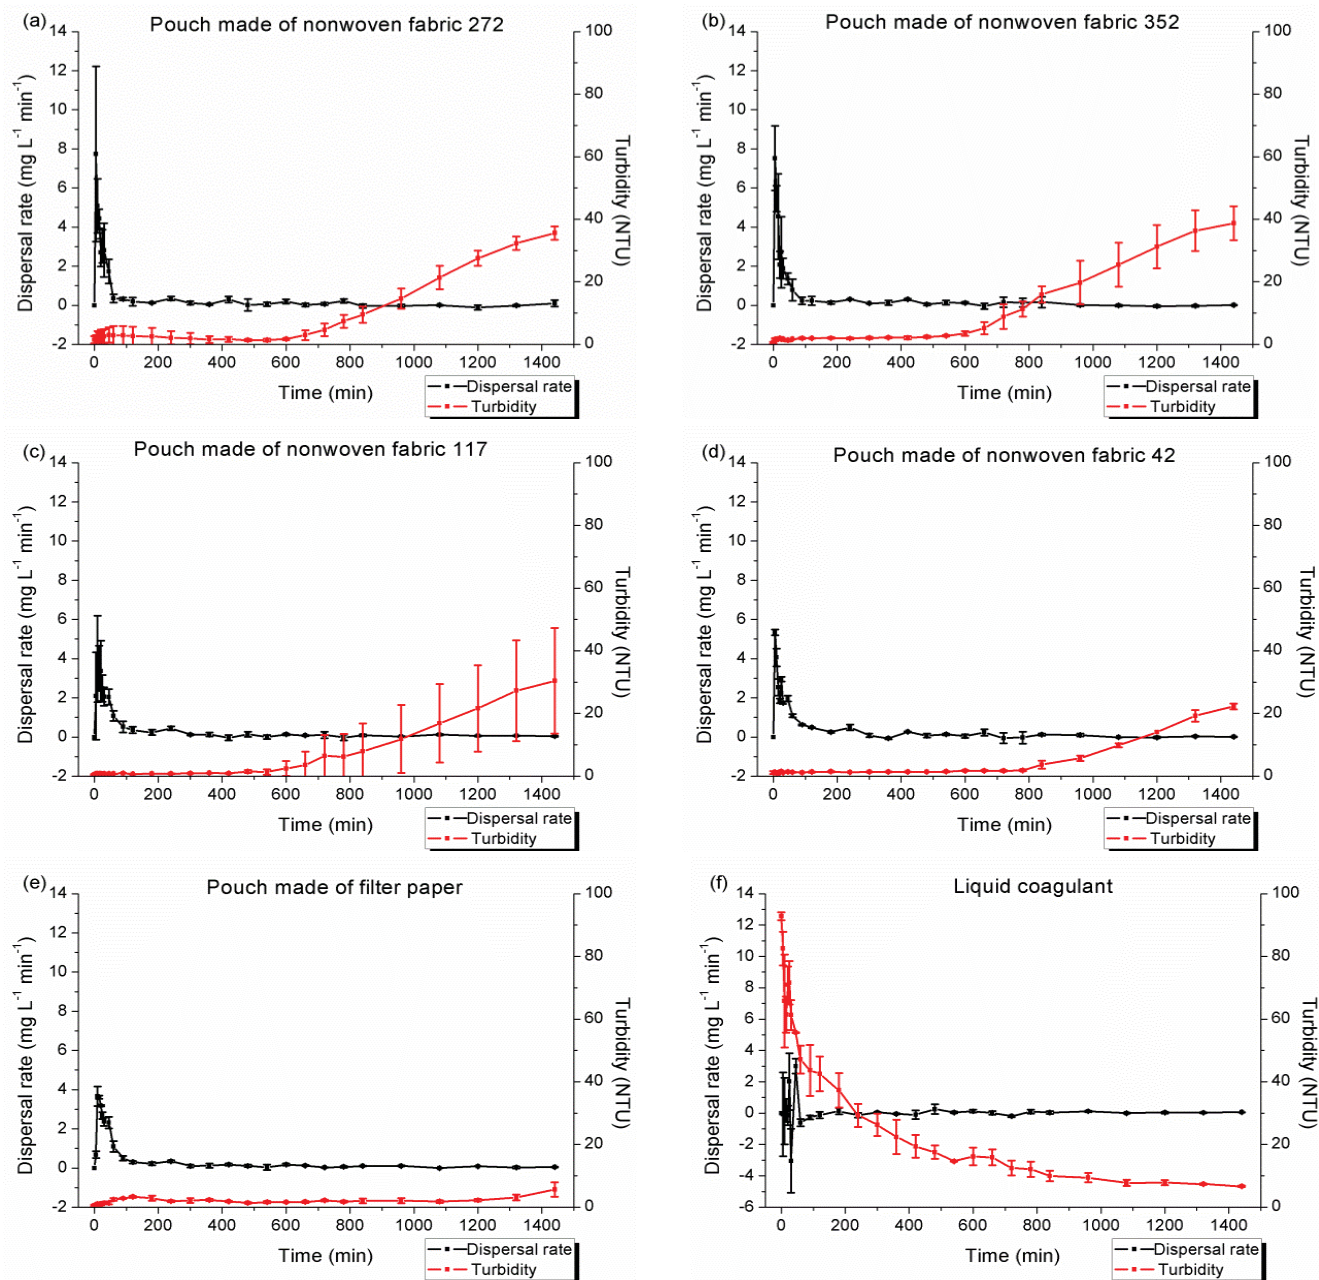 (a) Pouch made of nonwoven fabric 272
14 12 10 8 6 4 2 0 -2
Dispersal rate (mg L⁻¹ min⁻¹)
100 80 60 40 20 0
Turbidity (NTU)
0 200 400 600 800 1000 1200 1400
Time (min)
Dispersal rate
Turbidity
(b) Pouch made of nonwoven fabric 352
14 12 10 8 6 4 2 0 -2
Dispersal rate (mg L⁻¹ min⁻¹)
100 80 60 40 20 0
Turbidity (NTU)
0 200 400 600 800 1000 1200 1400
Time (min)
Dispersal rate
Turbidity
(c) Pouch made of nonwoven fabric 117
14 12 10 8 6 4 2 0 -2
Dispersal rate (mg L⁻¹ min⁻¹)
100 80 60 40 20 0
Turbidity (NTU)
0 200 400 600 800 1000 1200 1400
Time (min)
Dispersal rate
Turbidity
(d) Pouch made of nonwoven fabric 42
14 12 10 8 6 4 2 0 -2
Dispersal rate (mg L⁻¹ min⁻¹)
100 80 60 40 20 0
Turbidity (NTU)
0 200 400 600 800 1000 1200 1400
Time (min)
Dispersal rate
Turbidity
(e) Pouch made of filter paper
14 12 10 8 6 4 2 0 -2
Dispersal rate (mg L⁻¹ min⁻¹)
100 80 60 40 20 0
Turbidity (NTU)
0 200 400 600 800 1000 1200 1400
Time (min)
Dispersal rate
Turbidity
(f) Liquid coagulant
14 12 10 8 6 4 2 0 -2 -4 -6
Dispersal rate (mg L⁻¹ min⁻¹)
100 80 60 40 20 0
Turbidity (NTU)
0 200 400 600 800 1000 1200 1400
Time (min)
Dispersal rate
Turbidity